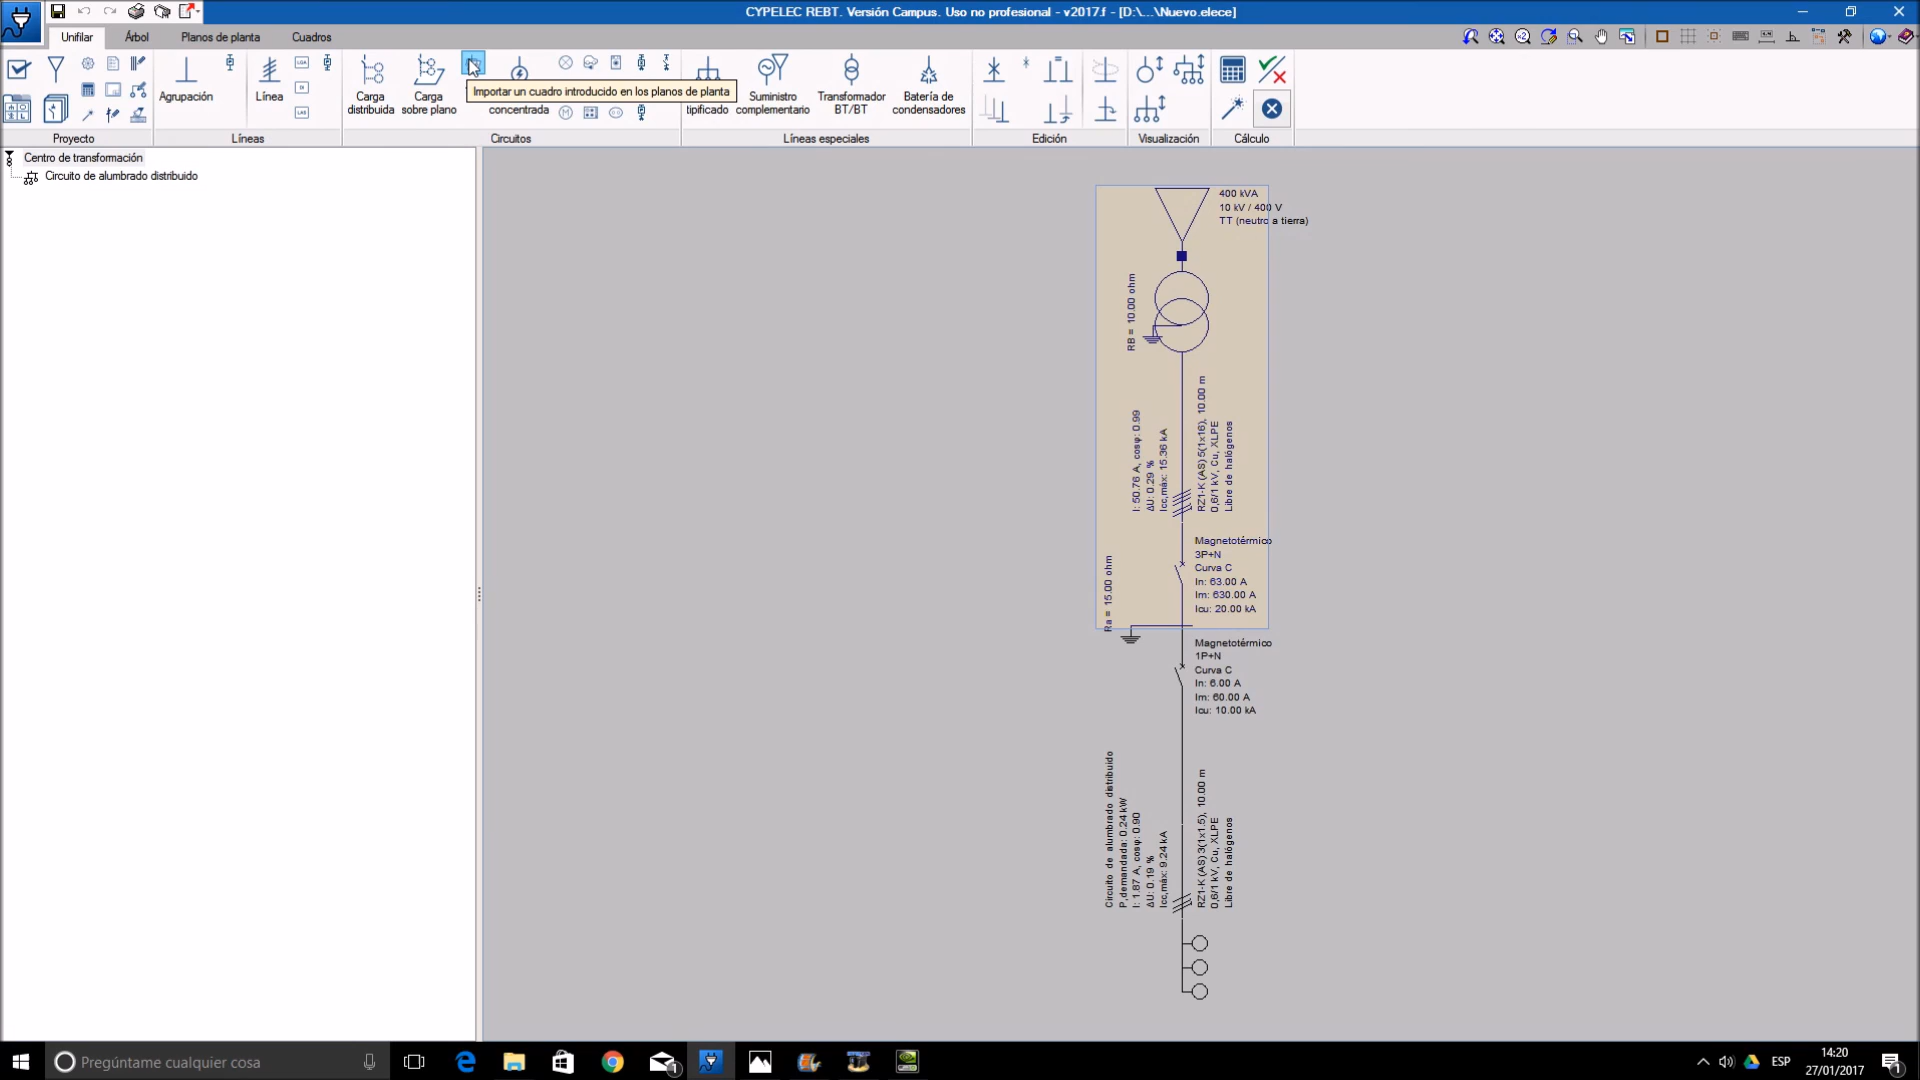 CYPELEC REBT. Versión Campus. Uso no profesional - v2017.f - [D:\...\Nuevo.elece]
Unifilar
Árbol
Planos de planta
Cuadros
Agrupación
Línea
Carga
distribuida
Carga
sobre plano
concentrada
tipificado
Suministro
complementario
Transformador
BT/BT
Batería de
condensadores
Importar un cuadro introducido en los planos de planta
Proyecto
Líneas
Circuitos
Líneas especiales
Edición
Visualización
Cálculo
Centro de transformación
Circuito de alumbrado distribuido
400 kVA
10 kV / 400 V
TT (neutro a tierra)
RB = 10.00 ohm
I: 50.76 A, cosφ: 0.99
ΔU: 0.29 %
Icc,máx: 15.36 kA
RZ1-K (AS) 5(1x16), 10.00 m
0,6/1 kV, Cu, XLPE
Libre de halógenos
Magnetotérmico
3P+N
Curva C
In: 63.00 A
Im: 630.00 A
Icu: 20.00 kA
Ra = 15.00 ohm
Magnetotérmico
1P+N
Curva C
In: 6.00 A
Im: 60.00 A
Icu: 10.00 kA
Circuito de alumbrado distribuido
P,demandada: 0.24 kW
I: 1.87 A, cosφ: 0.90
ΔU: 0.19 %
Icc,máx: 9.24 kA
RZ1-K (AS) 3(1x1.5), 10.00 m
0,6/1 kV, Cu, XLPE
Libre de halógenos
Pregúntame cualquier cosa
ESP
14:20
27/01/2017